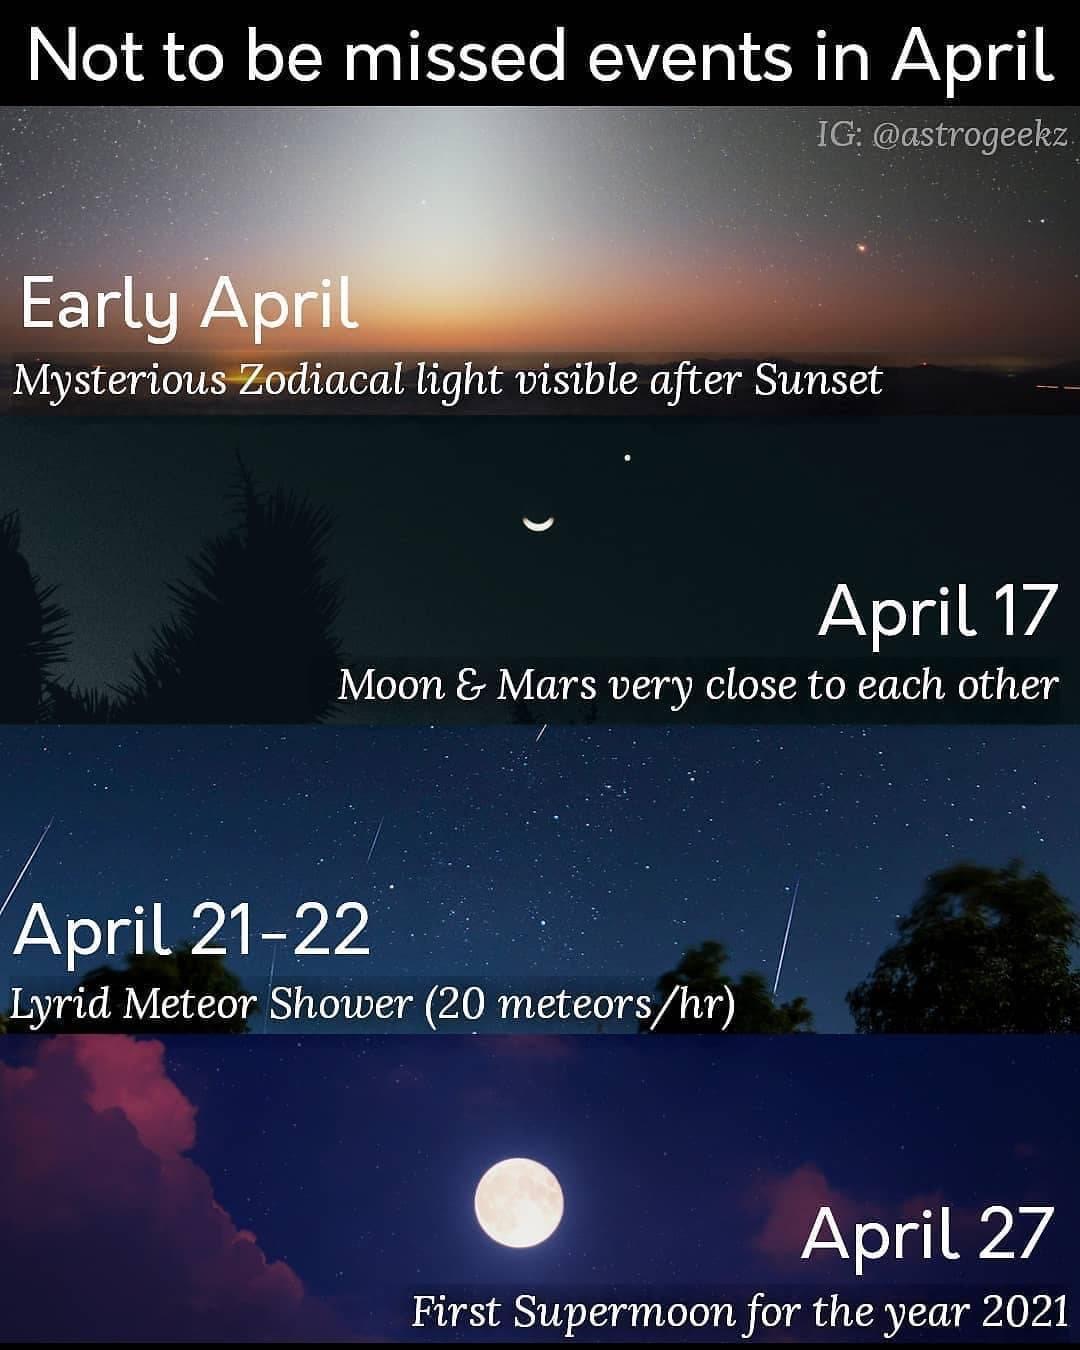 Not to be missed events in April
IG: @astrogeekz
Early April
Mysterious Zodiacal light visible after Sunset
April 17
Moon & Mars very close to each other
April 21-22
Lyrid Meteor Shower (20 meteors/hr)
April 27
First Supermoon for the year 2021